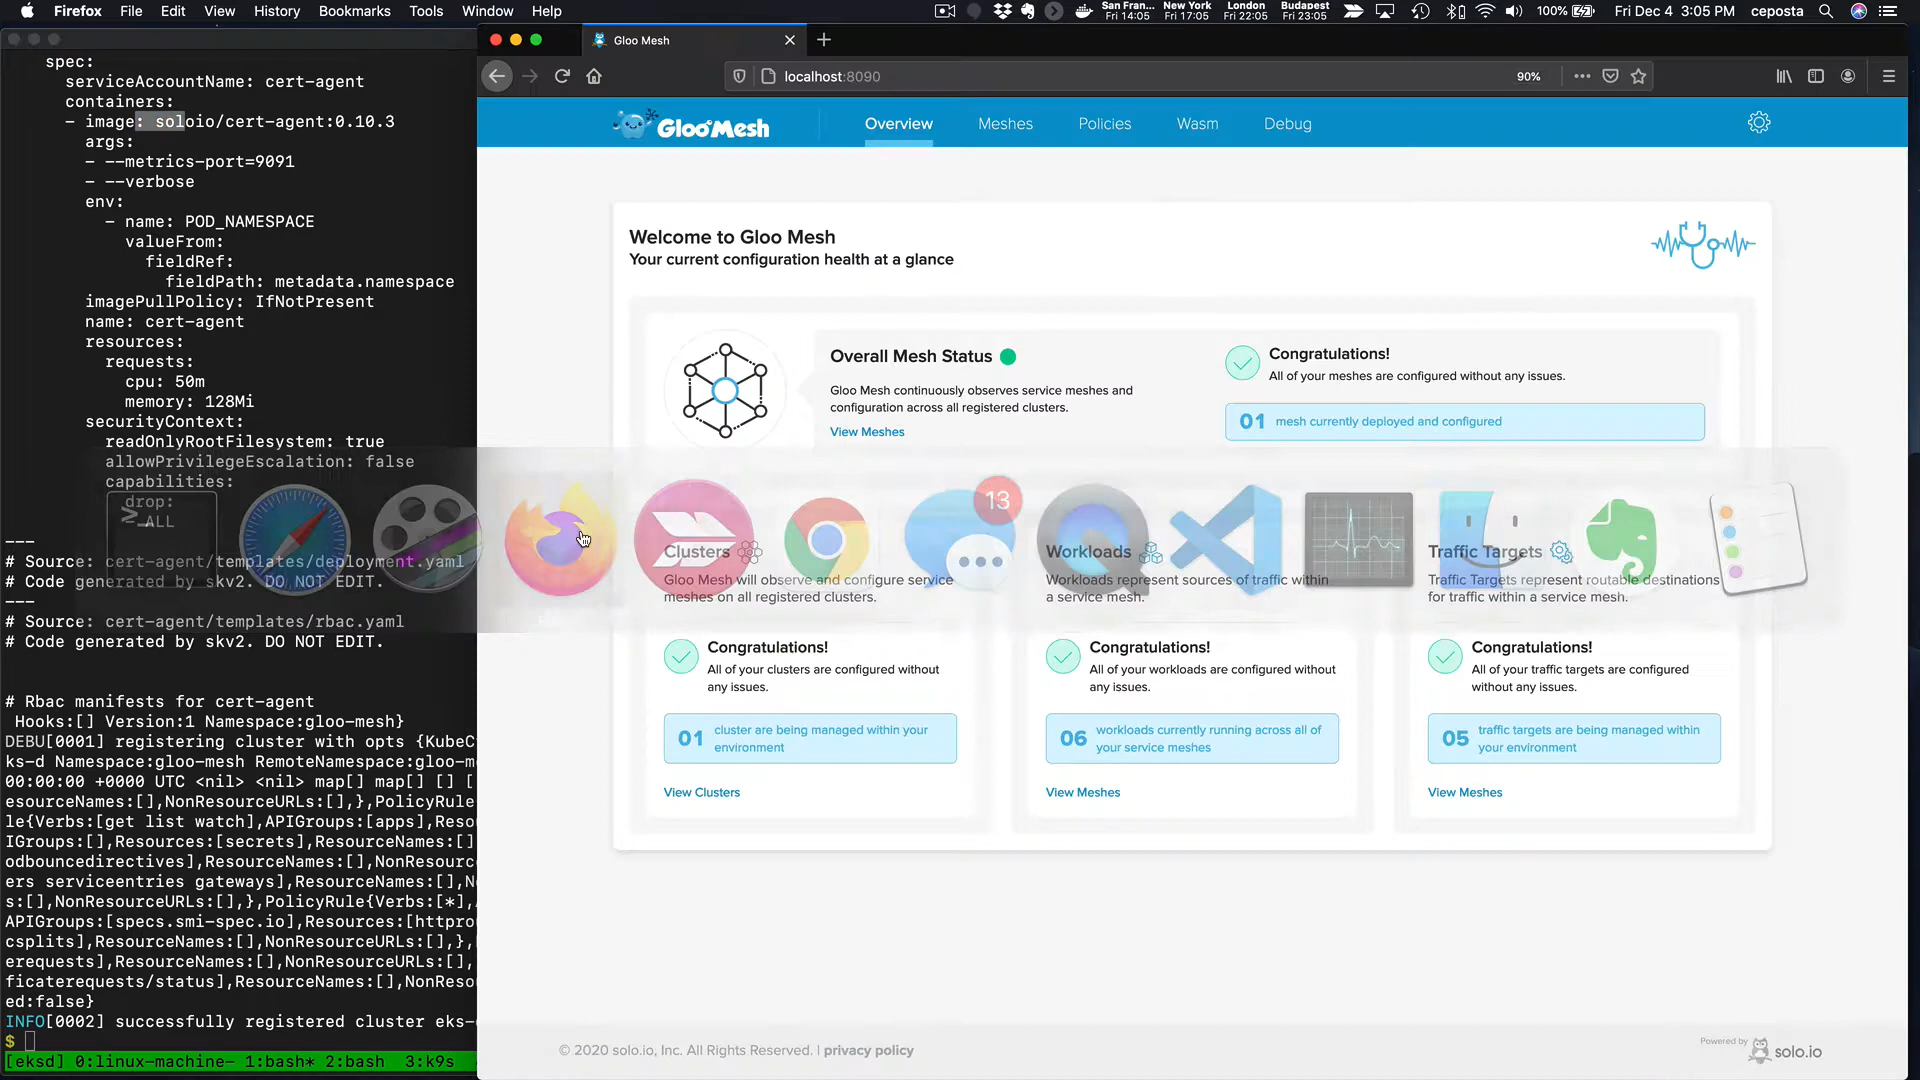 Firefox File Edit View History Bookmarks Tools Window Help
San Fran... Fri 14:05
New York Fri 17:05
London Fri 22:05
Budapest Fri 23:05
100%
Fri Dec 4 3:05 PM ceposta
spec:
serviceAccountName: cert-agent
containers:
- image: soloio/cert-agent:0.10.3
args:
- --metrics-port=9091
- --verbose
env:
- name: POD_NAMESPACE
valueFrom:
fieldRef:
fieldPath: metadata.namespace
imagePullPolicy: IfNotPresent
name: cert-agent
resources:
requests:
cpu: 50m
memory: 128Mi
securityContext:
readOnlyRootFilesystem: true
allowPrivilegeEscalation: false
capabilities:
drop:
- ALL
---
# Source: cert-agent/templates/deployment.yaml
# Code generated by skv2. DO NOT EDIT.
---
# Source: cert-agent/templates/rbac.yaml
# Code generated by skv2. DO NOT EDIT.
# Rbac manifests for cert-agent
Hooks:[] Version:1 Namespace:gloo-mesh}
DEBU[0001] registering cluster with opts {KubeC
ks-d Namespace:gloo-mesh RemoteNamespace:gloo-m
00:00:00 +0000 UTC <nil> <nil> map[] map[] [] [
esourceNames:[],NonResourceURLs:[],},PolicyRule
le{Verbs:[get list watch],APIGroups:[apps],Reso
IGroups:[],Resources:[secrets],ResourceNames:[]
odbouncedirectives],ResourceNames:[],NonResourc
ers serviceentries gateways],ResourceNames:[],N
s:[],NonResourceURLs:[],},PolicyRule{Verbs:[*],
APIGroups:[specs.smi-spec.io],Resources:[httpro
csplits],ResourceNames:[],NonResourceURLs:[],},
erequests],ResourceNames:[],NonResourceURLs:[],
ficaterequests/status],ResourceNames:[],NonReso
ed:false}
INFO[0002] successfully registered cluster eks-
$
[eksd] 0:linux-machine- 1:bash* 2:bash 3:k9s
Gloo Mesh
localhost:8090
90%
Gloo Mesh
Overview Meshes Policies Wasm Debug
Welcome to Gloo Mesh
Your current configuration health at a glance
Overall Mesh Status
Gloo Mesh continuously observes service meshes and
configuration across all registered clusters.
View Meshes
Congratulations!
All of your meshes are configured without any issues.
01 mesh currently deployed and configured
13
Clusters
Gloo Mesh will observe and configure service
meshes on all registered clusters.
Congratulations!
All of your clusters are configured without
any issues.
01 cluster are being managed within your
environment
View Clusters
Workloads
Workloads represent sources of traffic within
a service mesh.
Congratulations!
All of your workloads are configured without
any issues.
06 workloads currently running across all of
your service meshes
View Meshes
Traffic Targets
Traffic Targets represent routable destinations
for traffic within a service mesh.
Congratulations!
All of your traffic targets are configured
without any issues.
05 traffic targets are being managed within
your environment
View Meshes
© 2020 solo.io, Inc. All Rights Reserved. | privacy policy
Powered by
solo.io